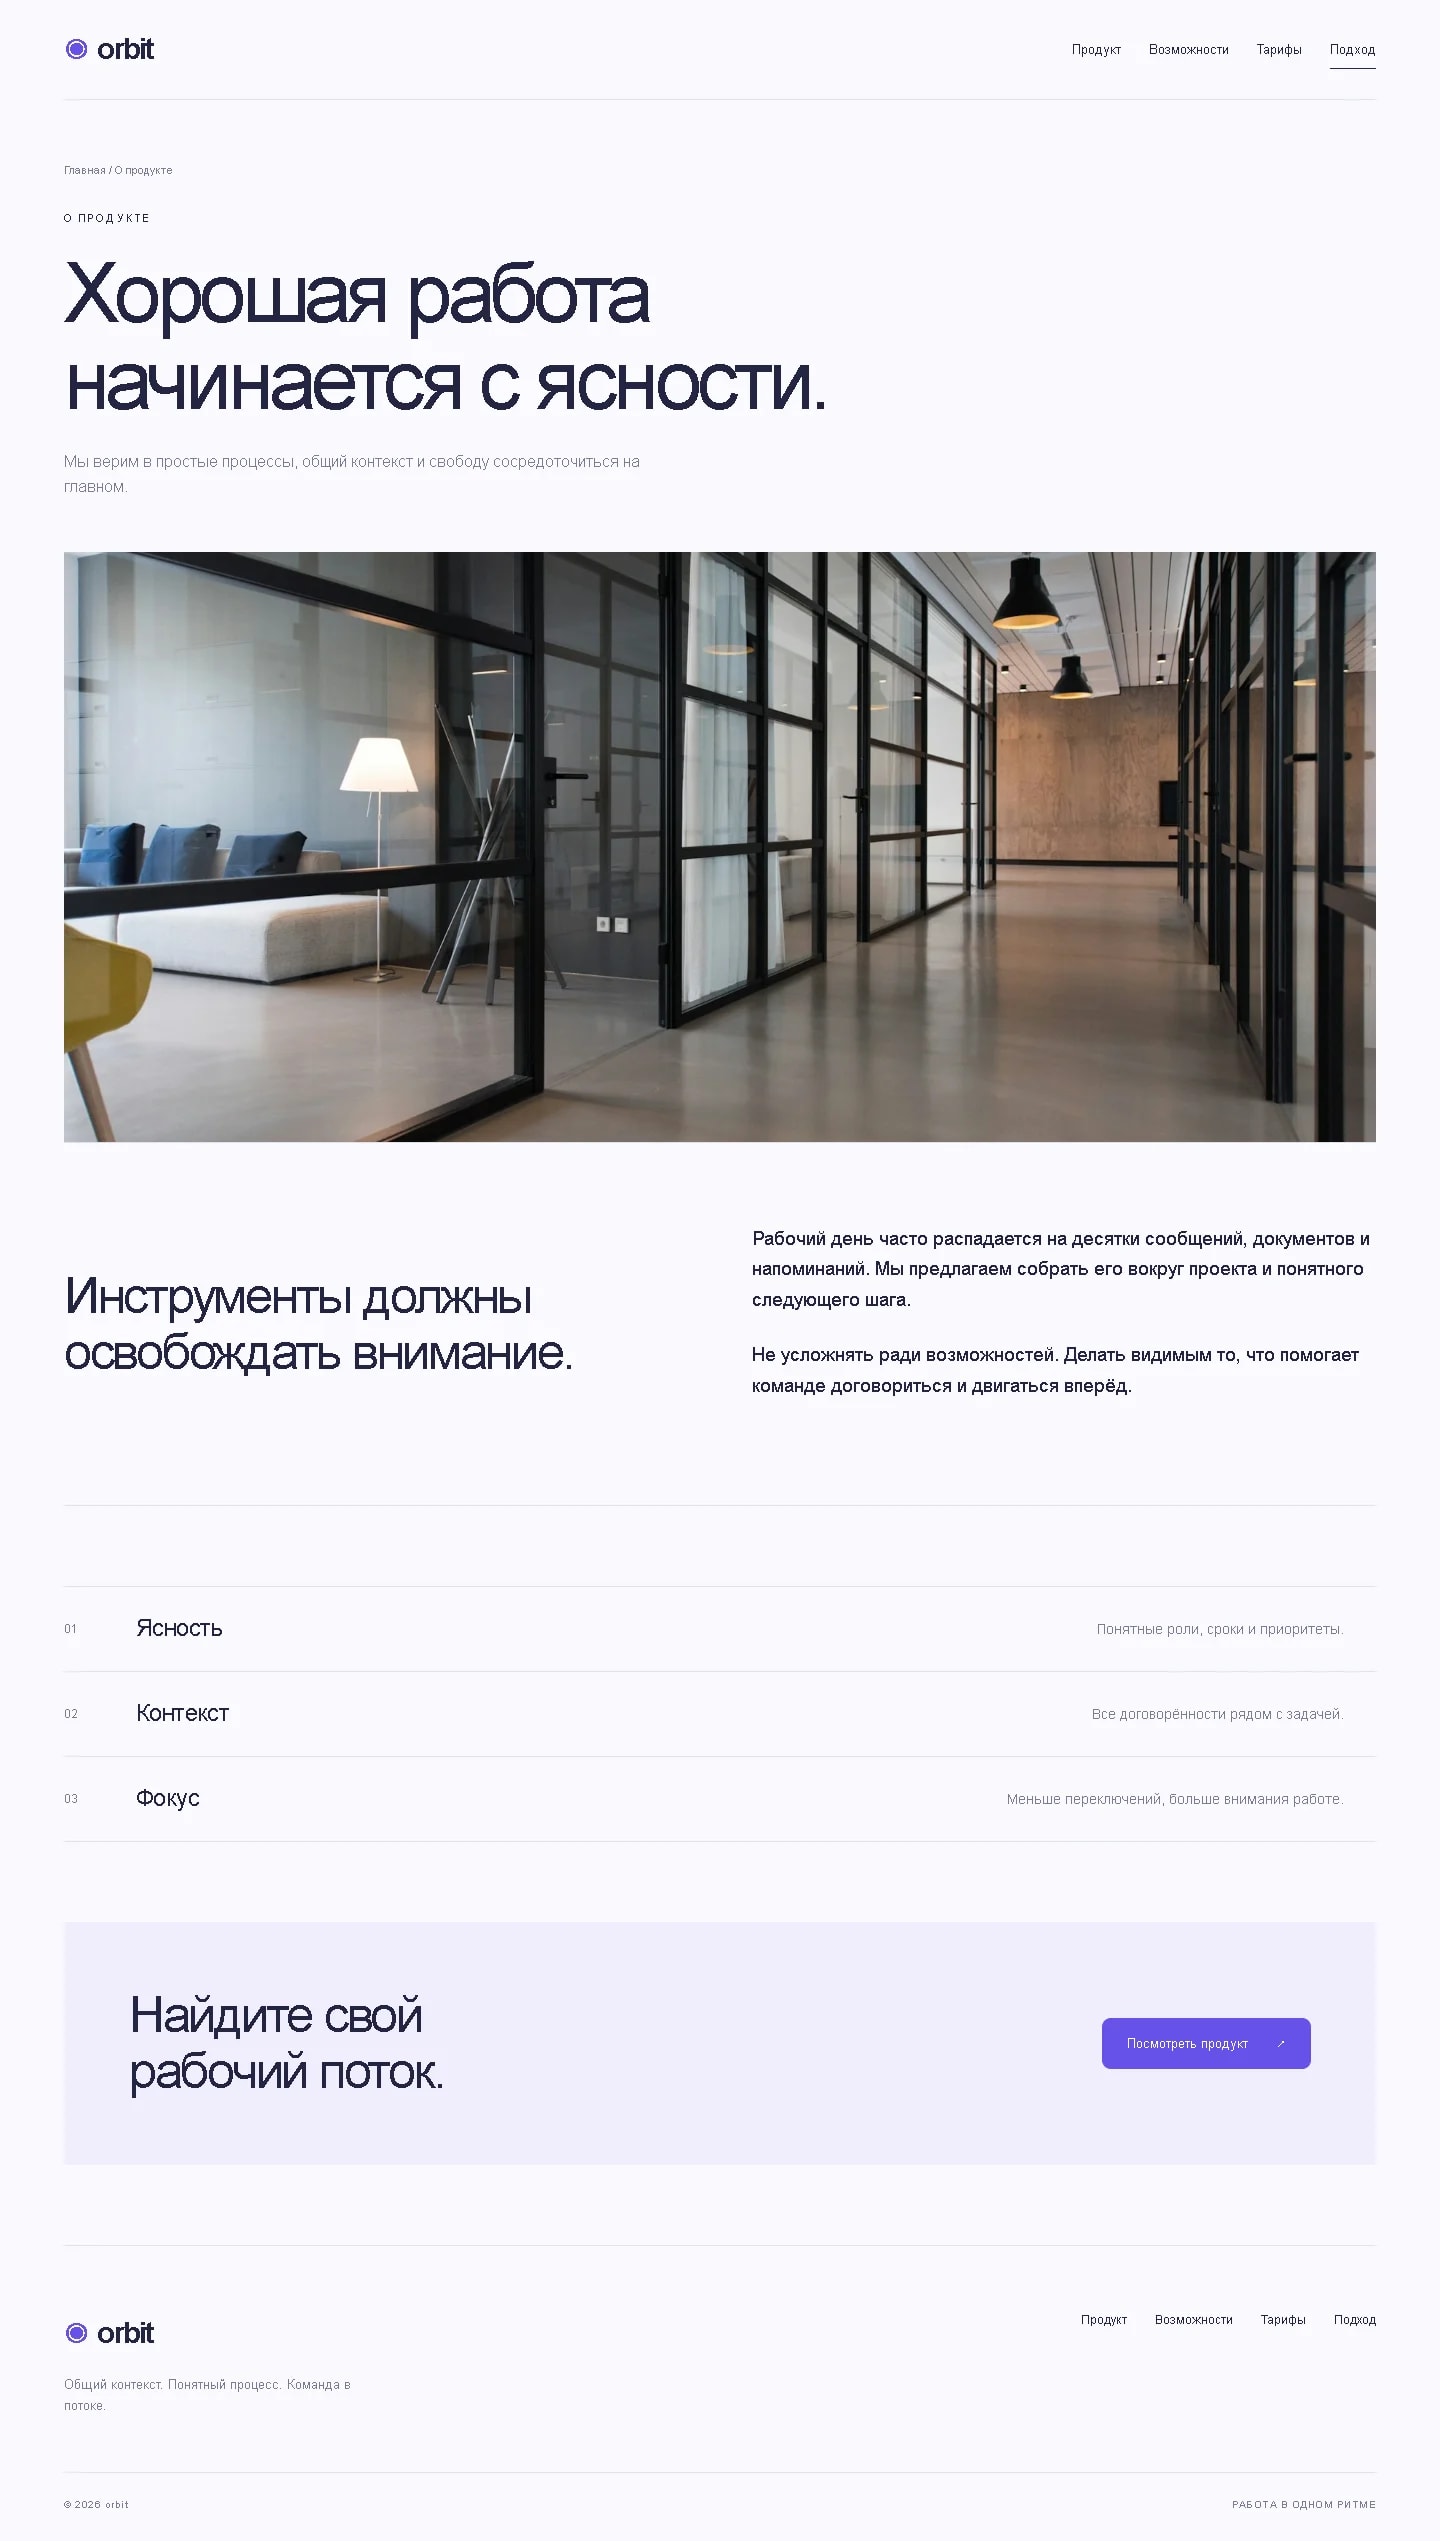 orbit
Продукт Возможности Тарифы Подход
Главная / О продукте
О ПРОДУКТЕ
Хорошая работа
начинается с ясности.
Мы верим в простые процессы, общий контекст и свободу сосредоточиться на
главном.
Инструменты должны
освобождать внимание.
Рабочий день часто распадается на десятки сообщений, документов и
напоминаний. Мы предлагаем собрать его вокруг проекта и понятного
следующего шага.
Не усложнять ради возможностей. Делать видимым то, что помогает
команде договориться и двигаться вперёд.
01 Ясность Понятные роли, сроки и приоритеты.
02 Контекст Все договорённости рядом с задачей.
03 Фокус Меньше переключений, больше внимания работе.
Найдите свой
рабочий поток.
Посмотреть продукт ↗
orbit
Продукт Возможности Тарифы Подход
Общий контекст. Понятный процесс. Команда в
потоке.
© 2026 orbit
РАБОТА В ОДНОМ РИТМЕ